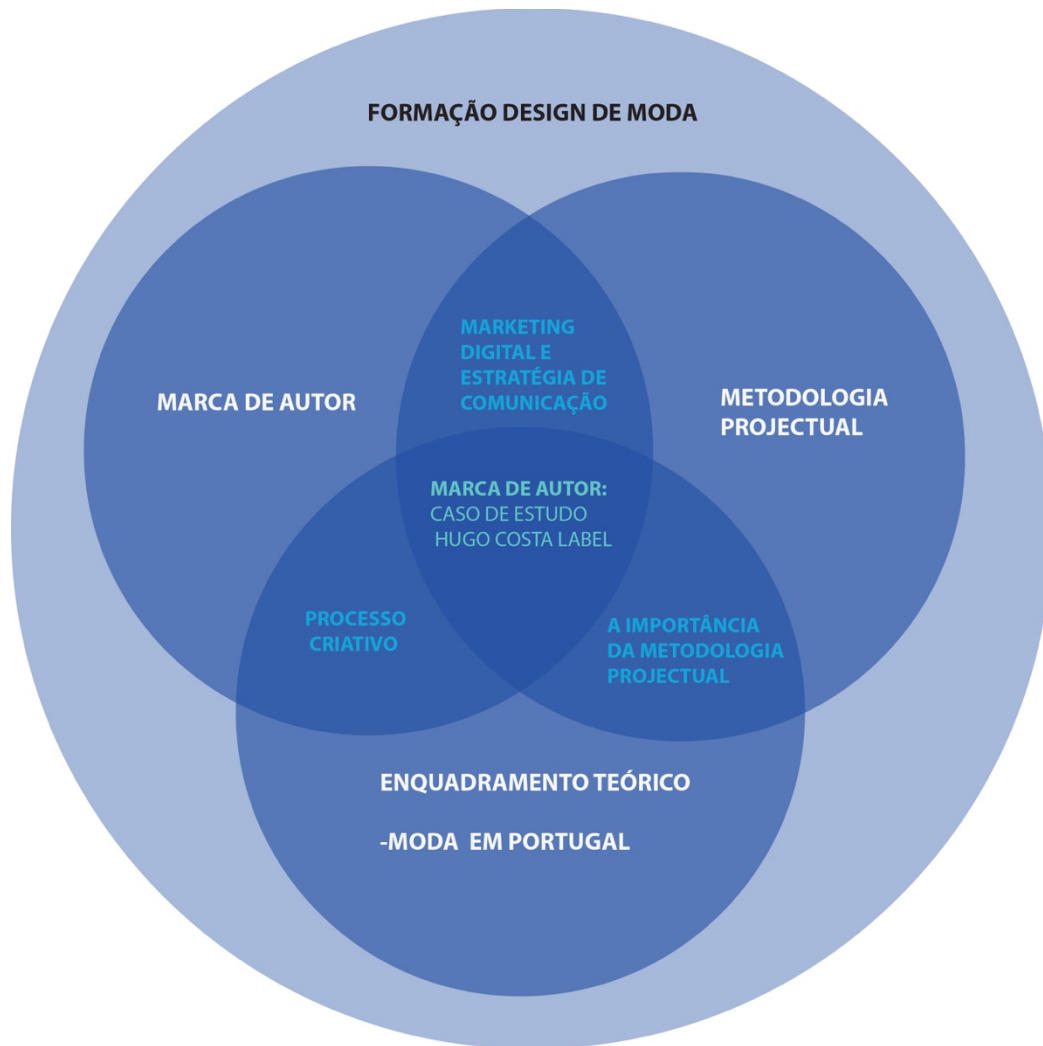 FORMAÇÃO DESIGN DE MODA
MARKETING
DIGITAL E
ESTRATÉGIA DE
COMUNICAÇÃO
MARCA DE AUTOR
METODOLOGIA
PROJECTUAL
MARCA DE AUTOR:
CASO DE ESTUDO
HUGO COSTA LABEL
PROCESSO
CRIATIVO
A IMPORTÂNCIA
DA METODOLOGIA
PROJECTUAL
ENQUADRAMENTO TEÓRICO
-MODA EM PORTUGAL